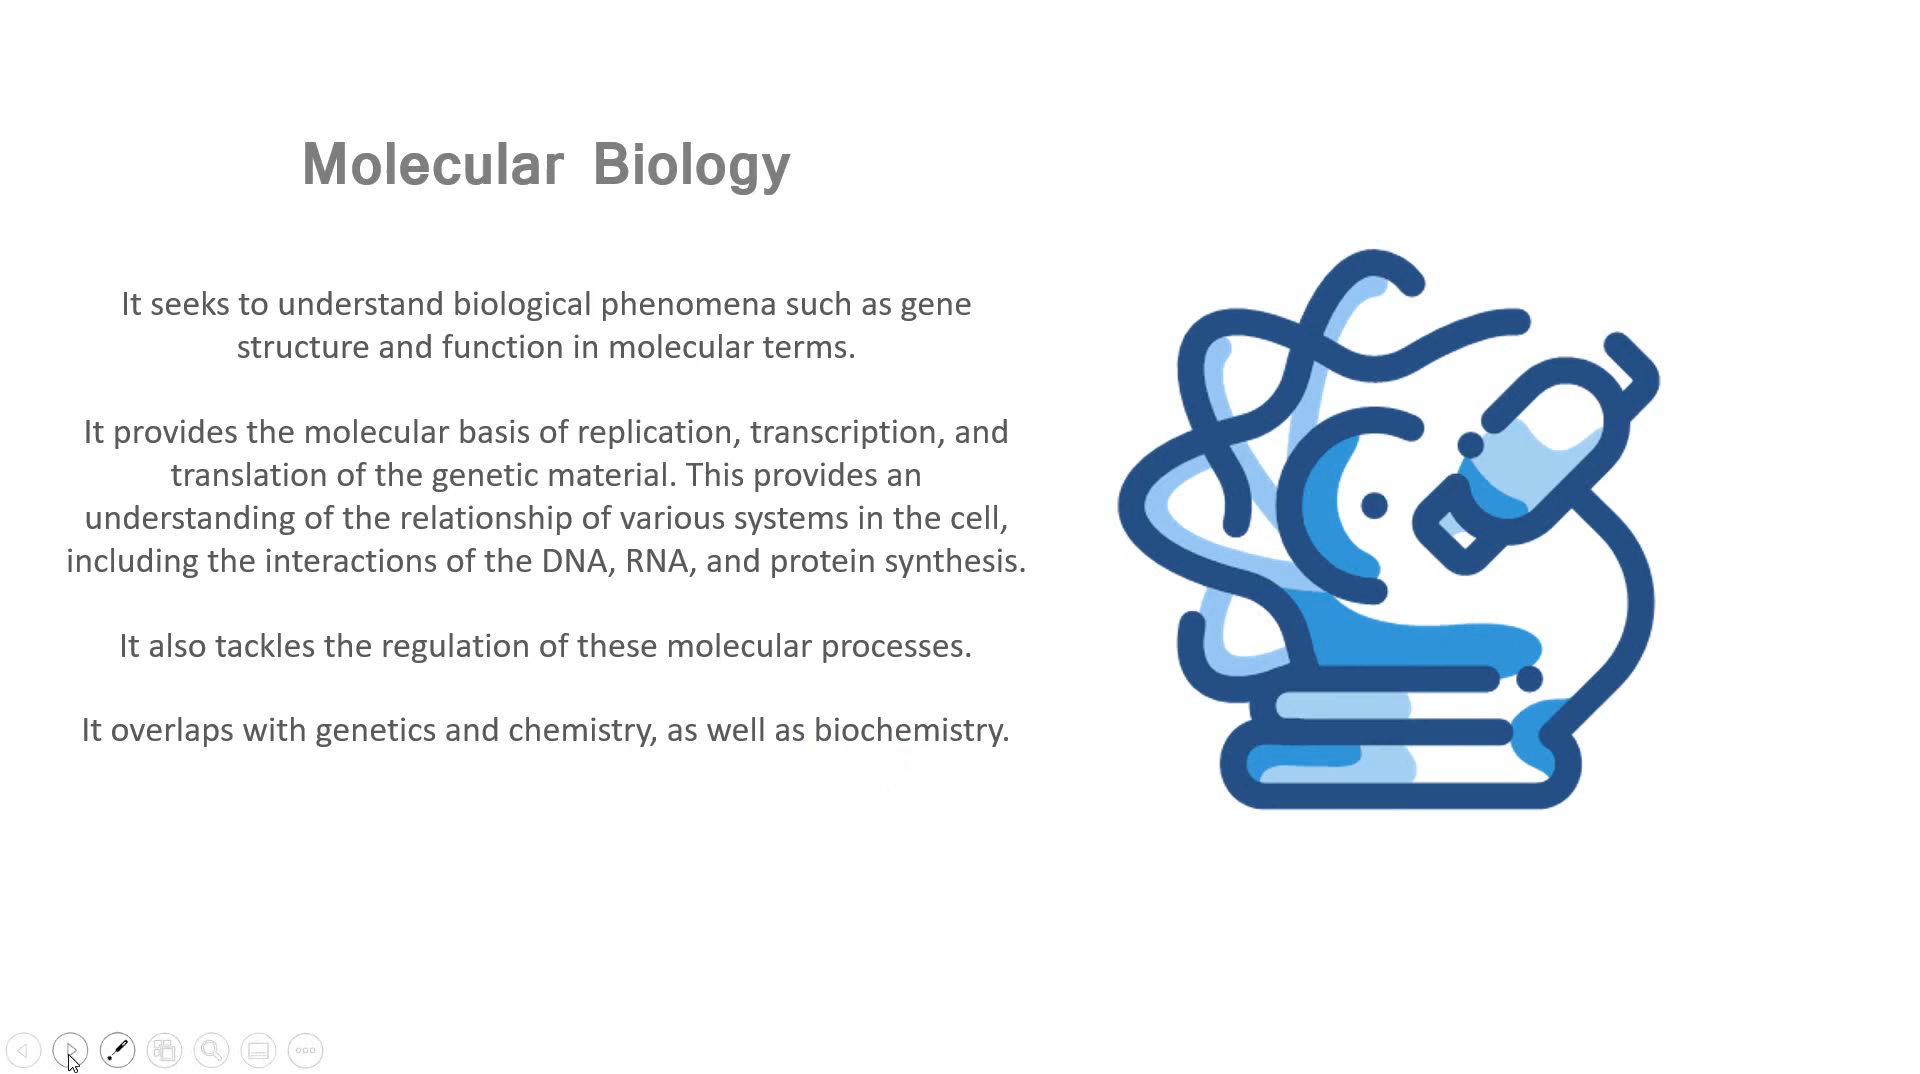 Molecular Biology
It seeks to understand biological phenomena such as gene
structure and function in molecular terms.
It provides the molecular basis of replication, transcription, and
translation of the genetic material. This provides an
understanding of the relationship of various systems in the cell,
including the interactions of the DNA, RNA, and protein synthesis.
It also tackles the regulation of these molecular processes.
It overlaps with genetics and chemistry, as well as biochemistry.